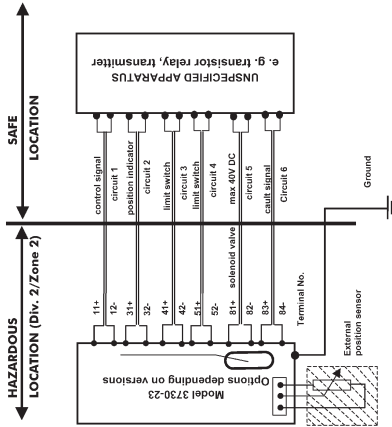 SAFE
LOCATION
HAZARDOUS
LOCATION (Div. 2/Zone 2)
UNSPECIFIED APPARATUS
e. g. transistor relay, transmitter
control signal
circuit 1
position indicator
circuit 2
limit switch
circuit 3
limit switch
circuit 4
solenoid valve max 40V DC
circuit 5
cault signal
Circuit 6
11+
12-
31+
32-
41+
42-
51+
52-
81+
82-
83+
84-
Terminal No.
Ground
Model 3730-23
Options depending on versions
External
position sensor